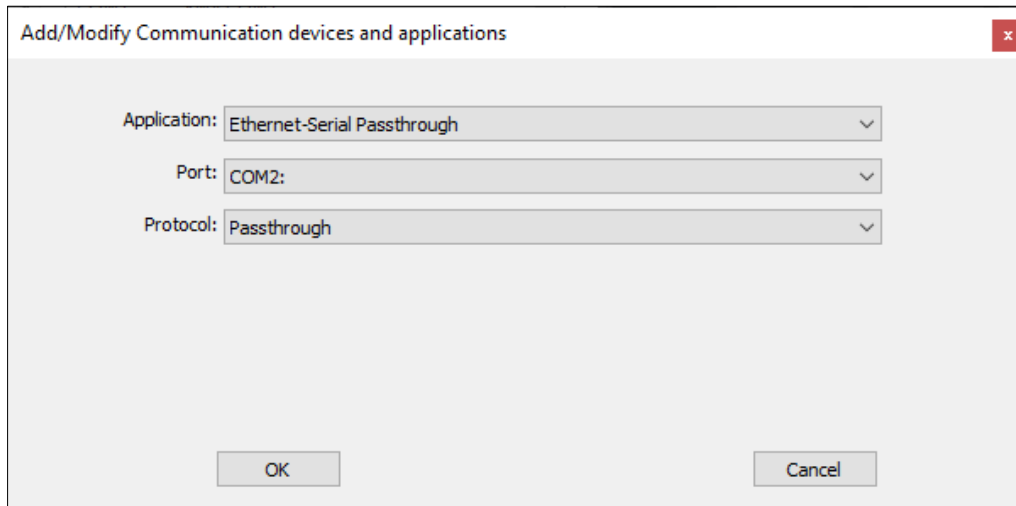 Add/Modify Communication devices and applications
x
Application: Ethernet-Serial Passthrough
Port: COM2:
Protocol: Passthrough
OK Cancel